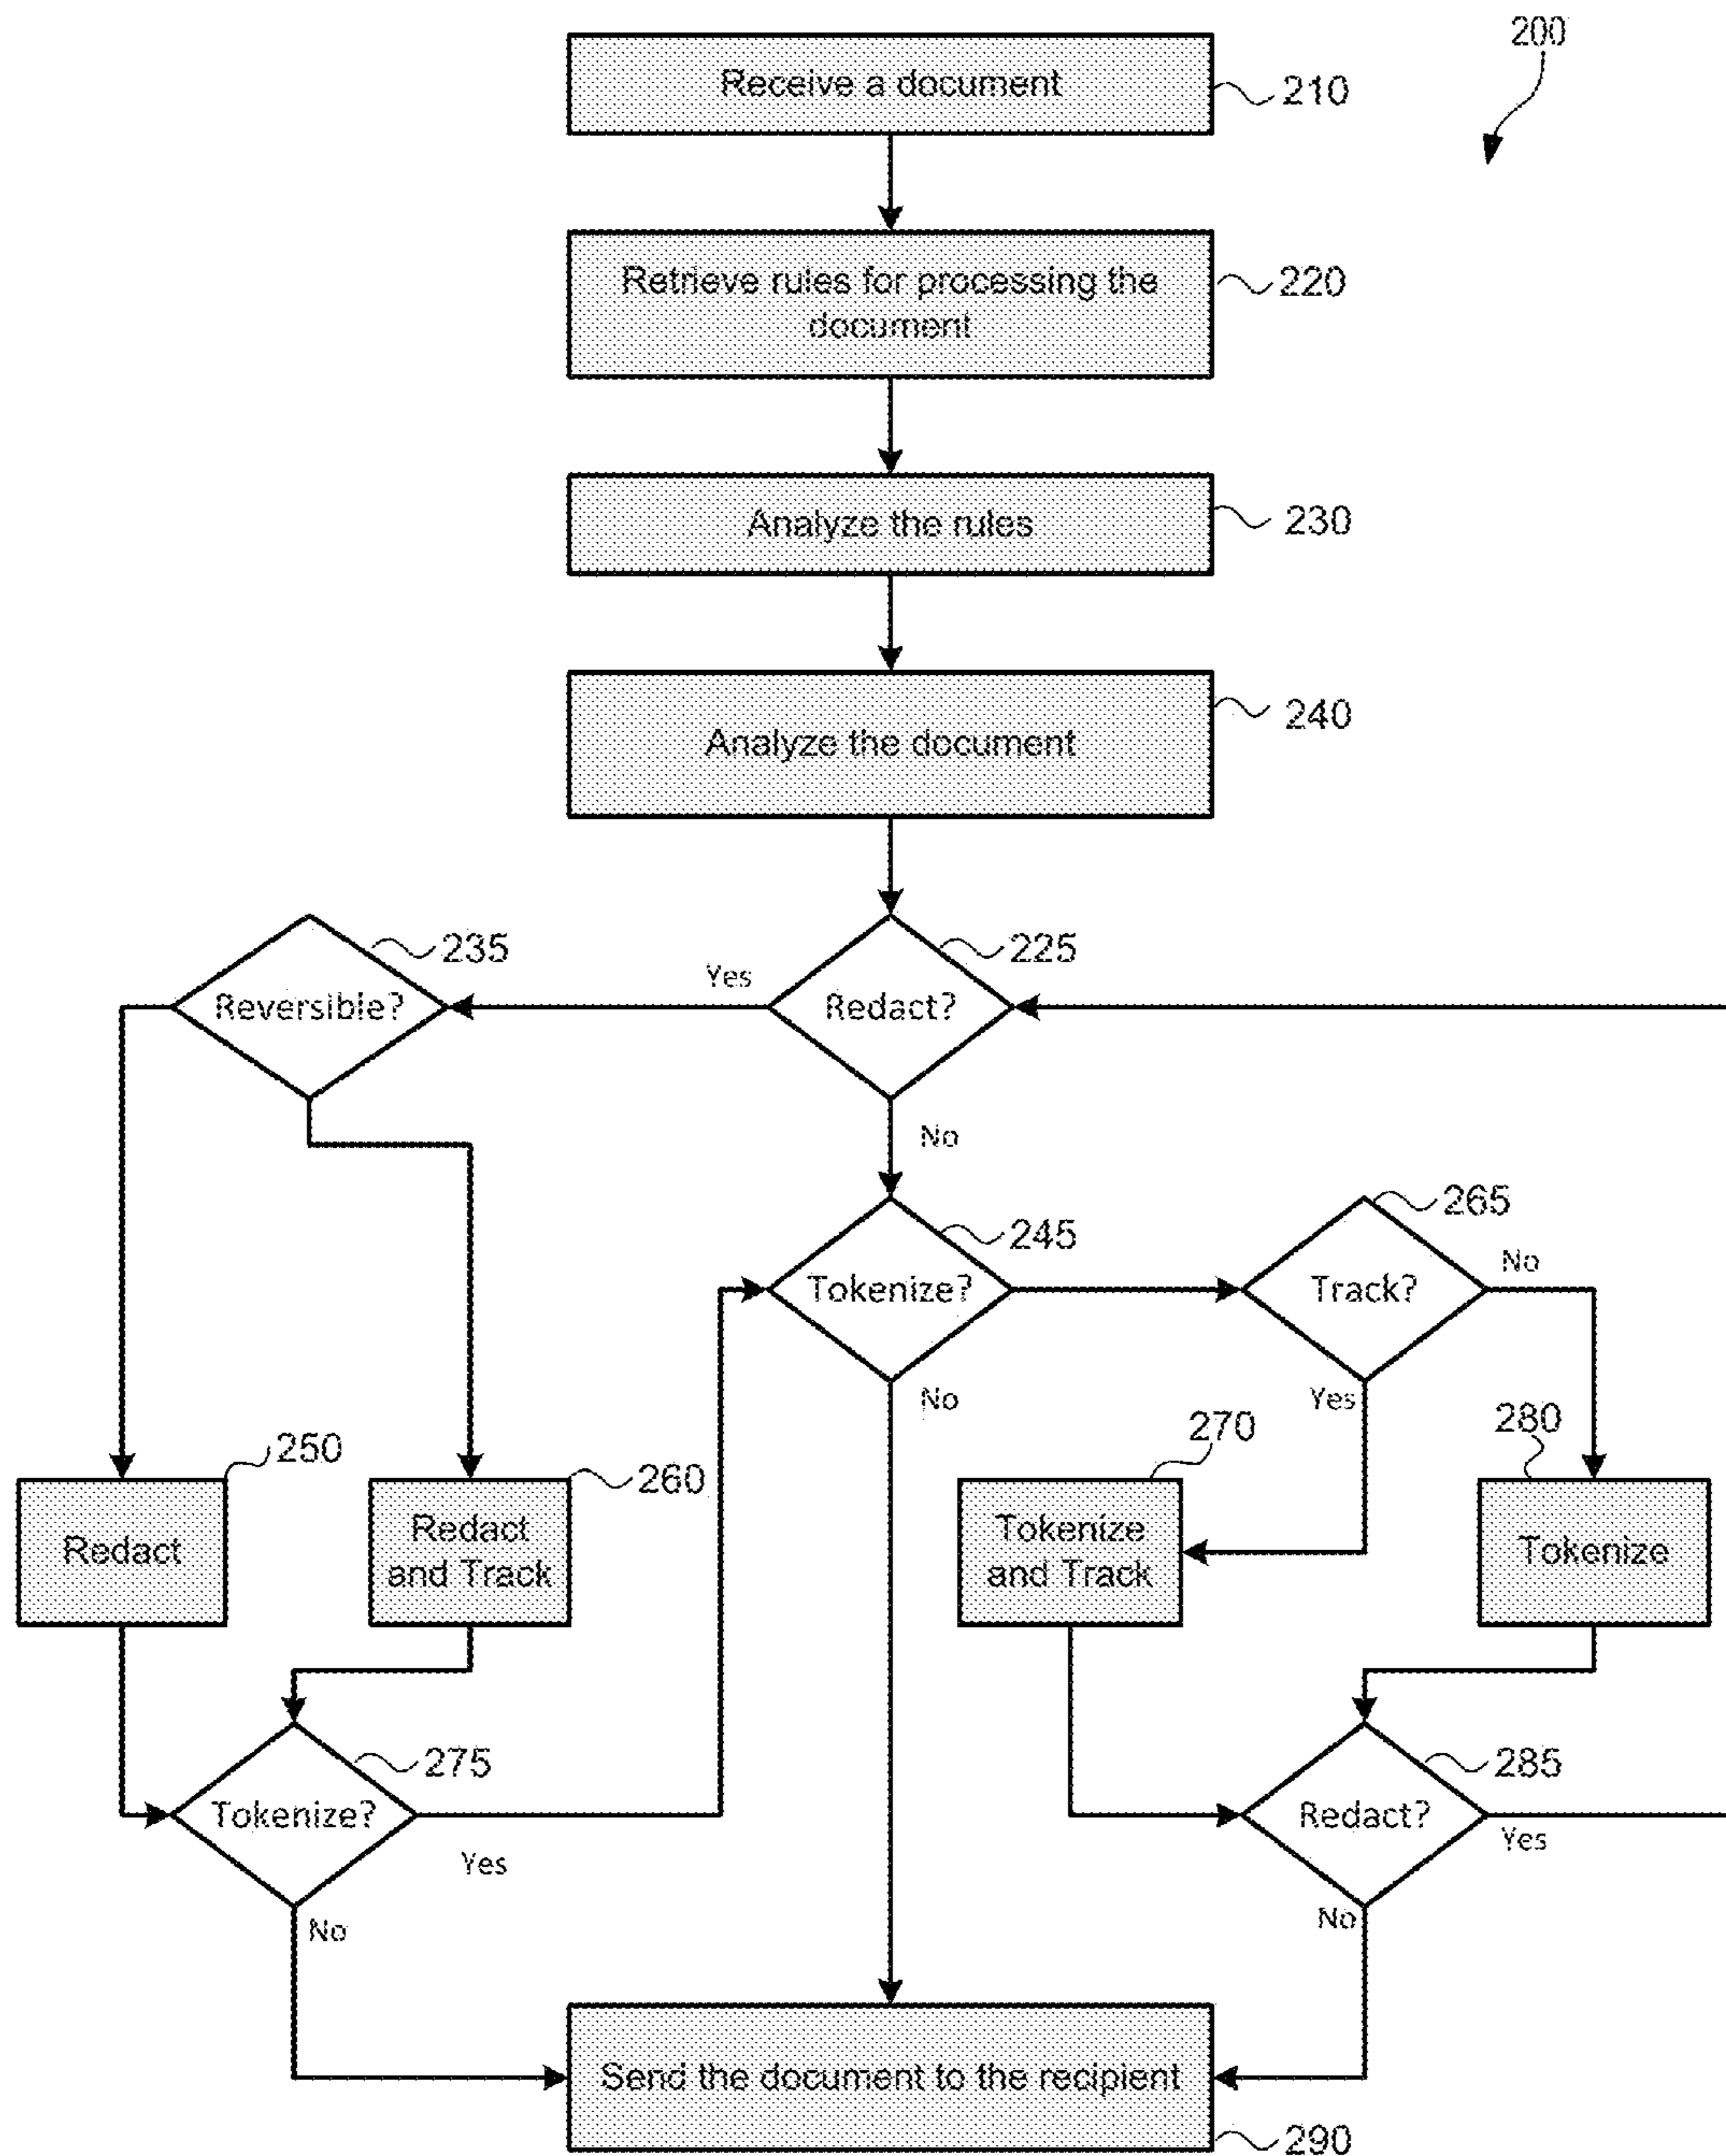 200
Receive a document
210
Retrieve rules for processing the
document
220
Analyze the rules
230
Analyze the document
240
235
Reversible?
Yes
225
Redact?
No
245
Tokenize?
265
Track?
No
No
Yes
250
Redact
260
Redact
and Track
270
Tokenize
and Track
280
Tokenize
275
Tokenize?
Yes
No
285
Redact?
Yes
No
Send the document to the recipient
290